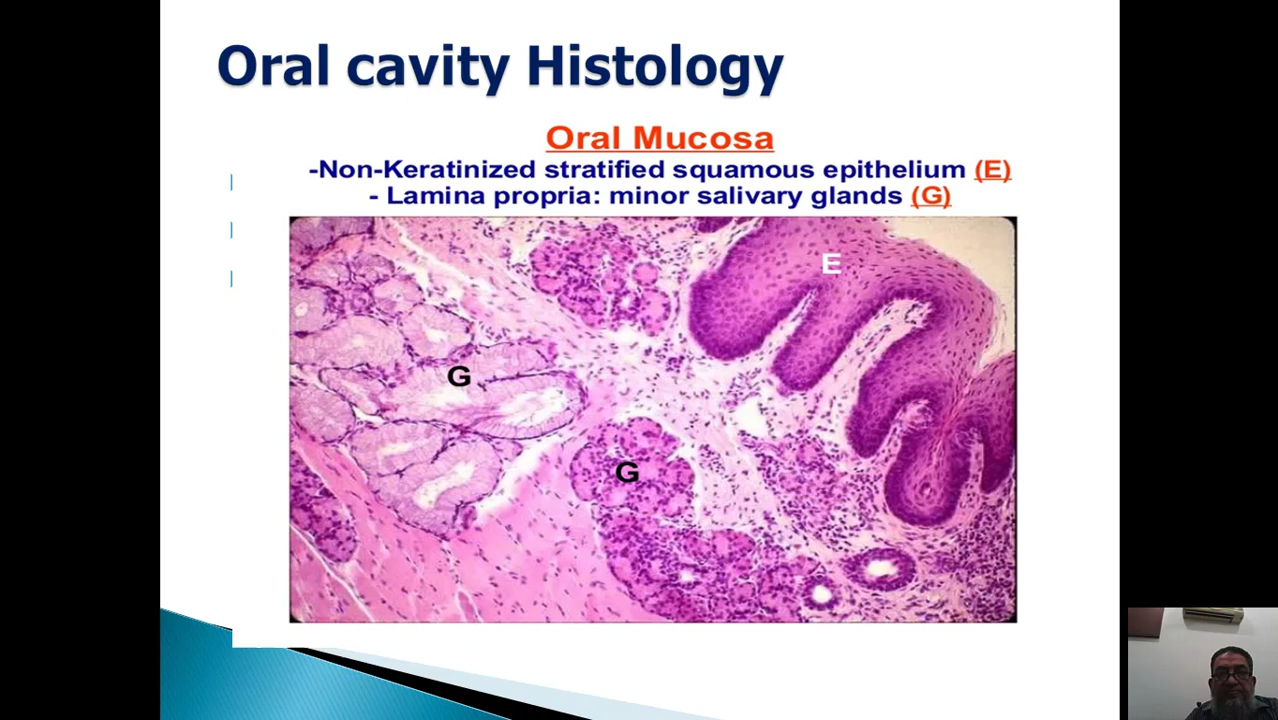 Oral cavity Histology
Oral Mucosa
-Non-Keratinized stratified squamous epithelium (E)
- Lamina propria: minor salivary glands (G)
E
G
G